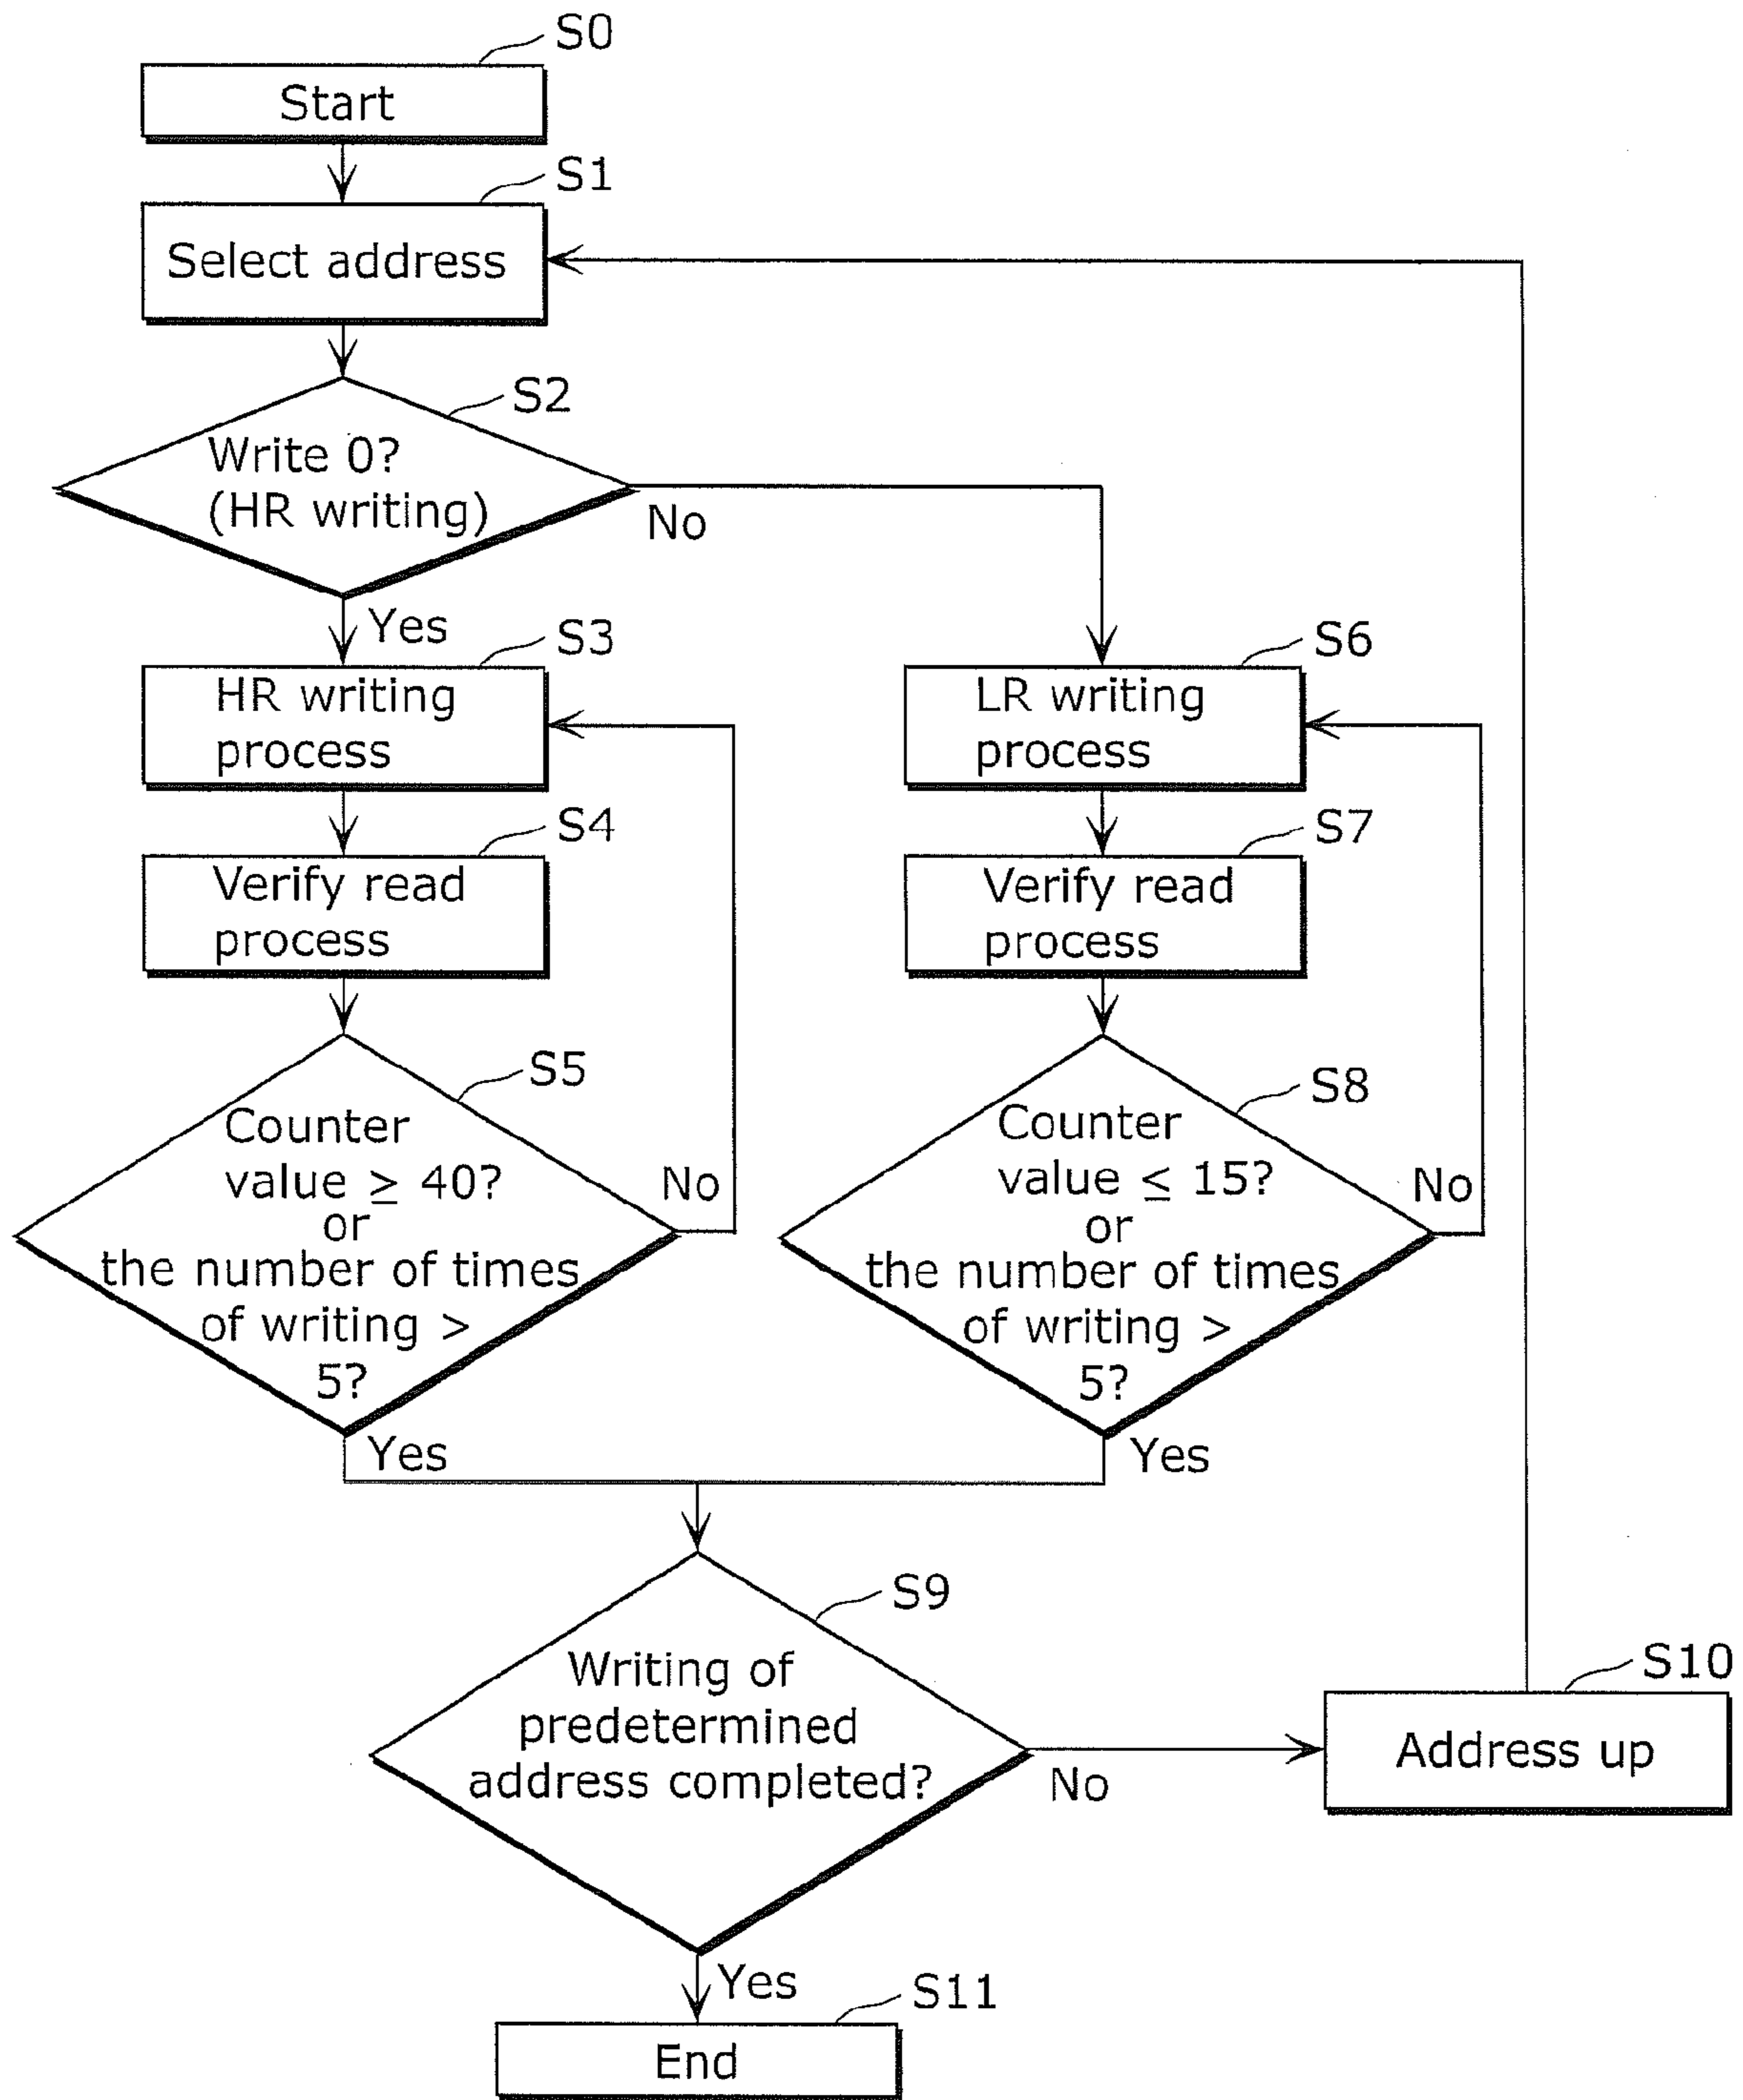 S0
Start
S1
Select address
S2
Write 0?
(HR writing)
No
Yes
S3
HR writing
process
S6
LR writing
process
S4
Verify read
process
S7
Verify read
process
S5
Counter
value ≥ 40?
or
the number of times
of writing >
5?
No
Yes
S8
Counter
value ≤ 15?
or
the number of times
of writing >
5?
No
Yes
S9
Writing of
predetermined
address completed?
No
S10
Address up
Yes
S11
End